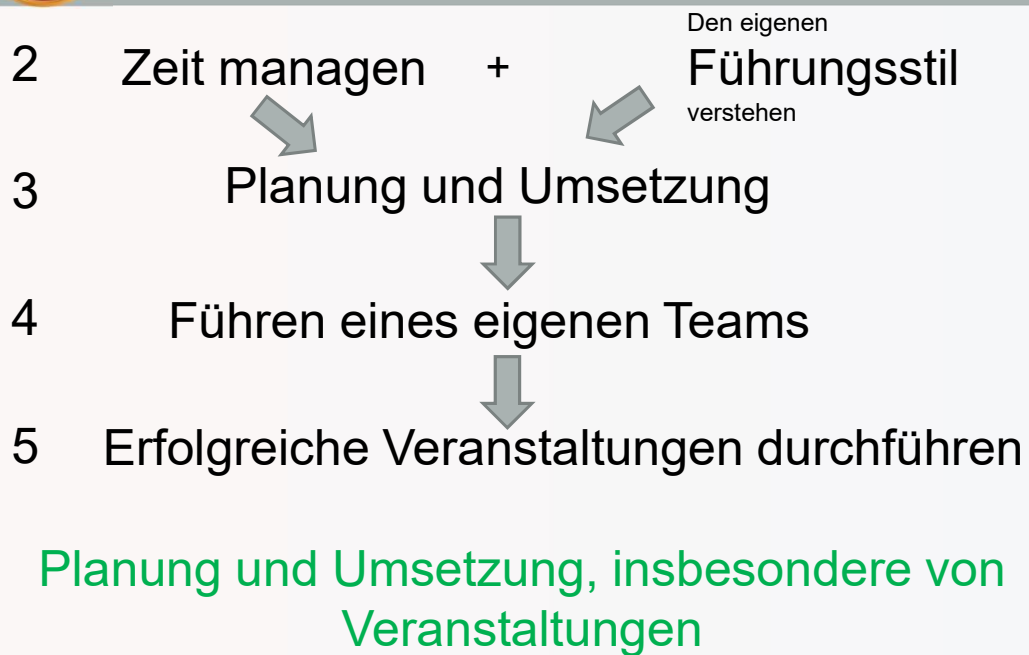 2 Zeit managen + Den eigenen
Führungsstil
verstehen
3 Planung und Umsetzung
4 Führen eines eigenen Teams
5 Erfolgreiche Veranstaltungen durchführen
Planung und Umsetzung, insbesondere von
Veranstaltungen